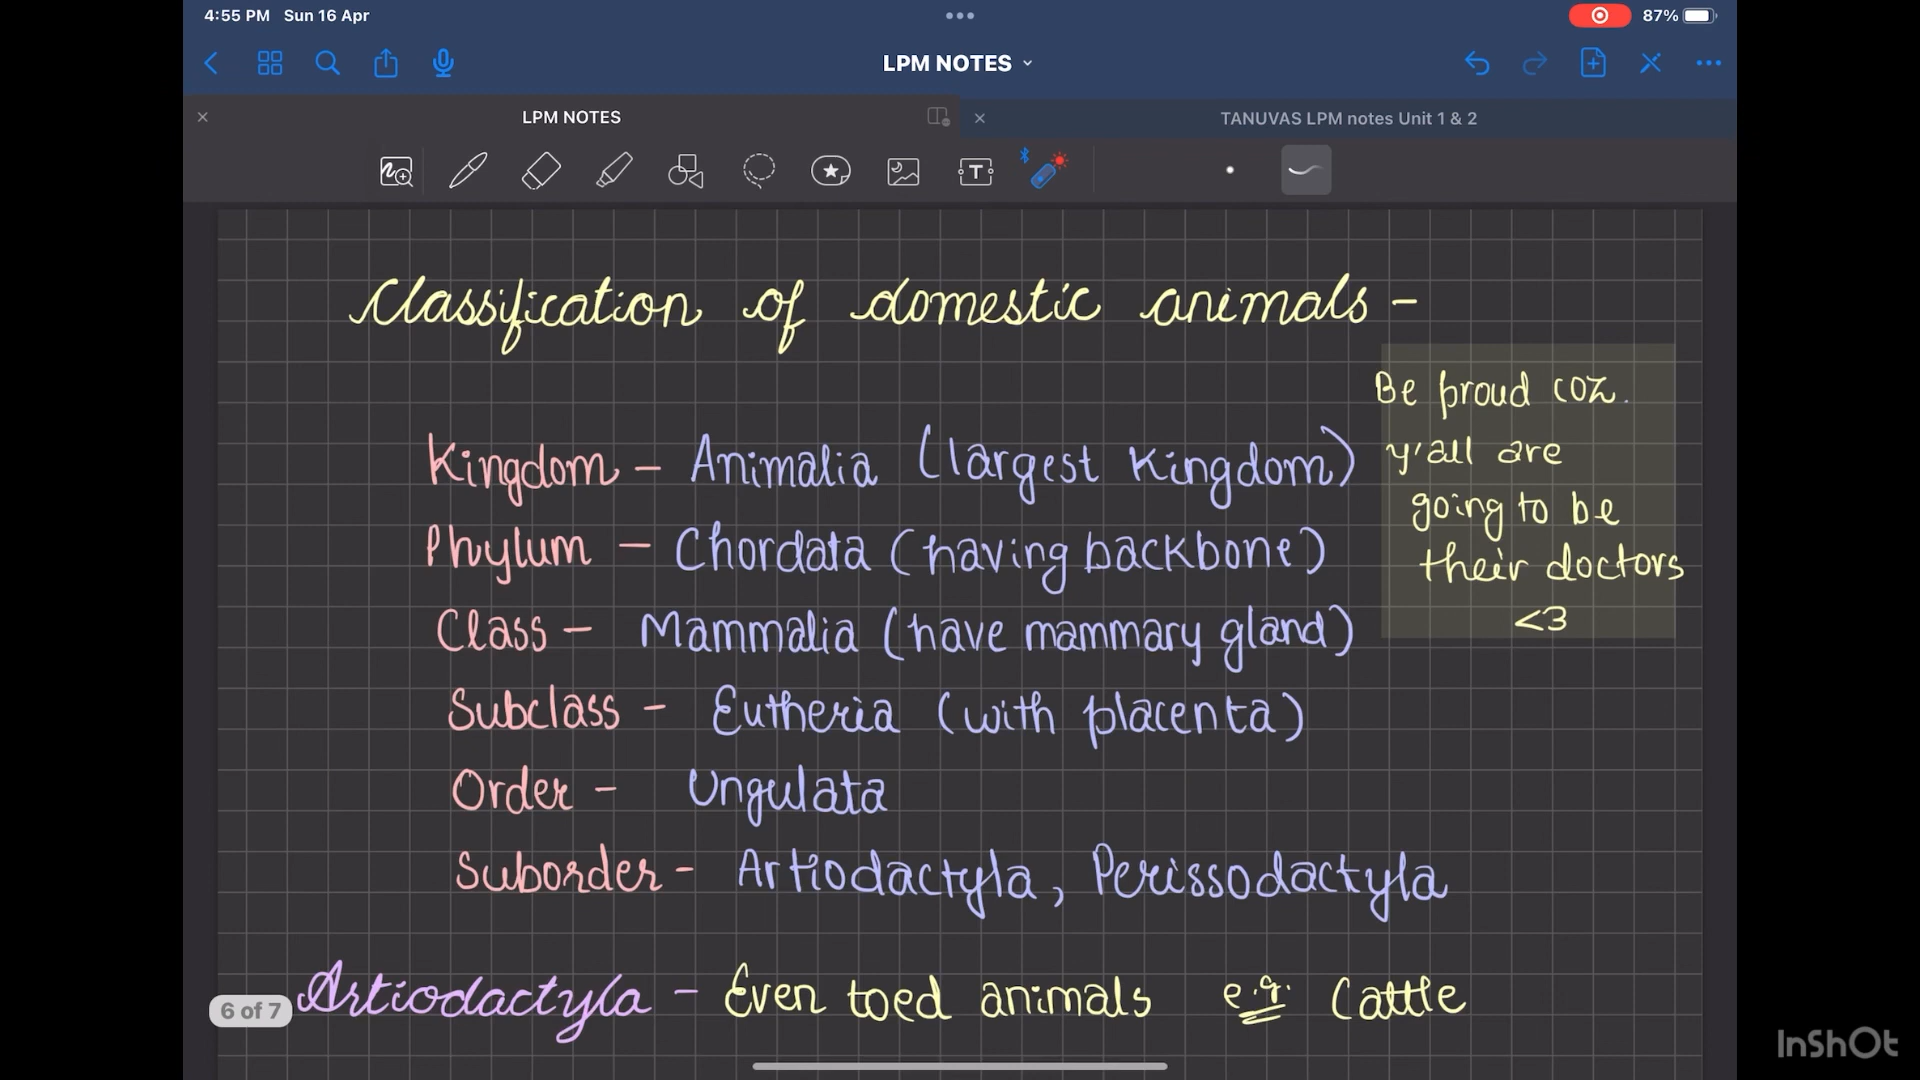 4:55 PM Sun 16 Apr
87%
LPM NOTES
LPM NOTES
TANUVAS LPM notes Unit 1 & 2
Classification of domestic animals -
Be proud coz.
y'all are
going to be
their doctors
<3
Kingdom - Animalia (largest Kingdom)
Phylum - Chordata (having backbone)
Class - Mammalia (have mammary gland)
Subclass - Eutheria (with placenta)
Order - Ungulata
Suborder - Artiodactyla, Perissodactyla
Artiodactyla - Even toed animals e.g. Cattle
6 of 7
InShOt